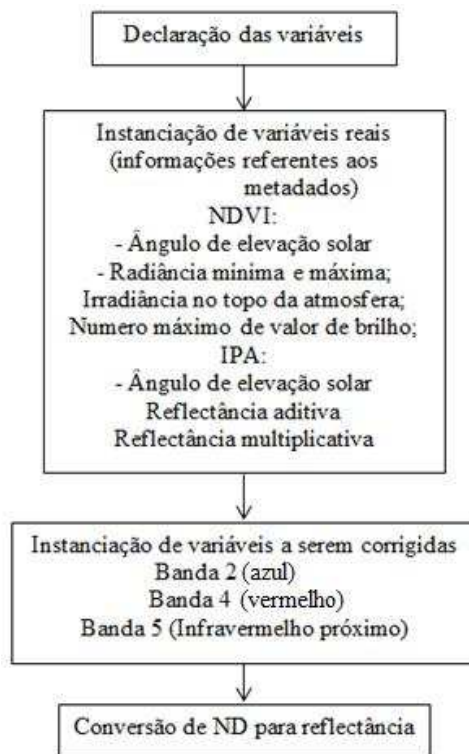 Declaração das variáveis
Instanciação de variáveis reais
(informações referentes aos
metadados)
NDVI:
- Ângulo de elevação solar
- Radiância minima e máxima;
Irradiância no topo da atmosfera;
Numero máximo de valor de brilho;
IPA:
- Ângulo de elevação solar
Reflectância aditiva
Reflectância multiplicativa
Instanciação de variáveis a serem corrigidas
Banda 2 (azul)
Banda 4 (vermelho)
Banda 5 (Infravermelho próximo)
Conversão de ND para reflectância